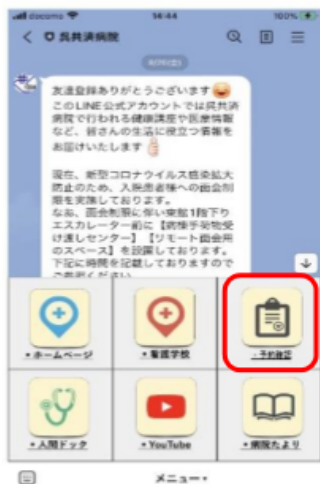 docomo
14:44
100%
呉共済病院
友達登録ありがとうございます
このLINE公式アカウントでは呉共済
病院で行われる健康講座や医療情報
など、皆さんの生活に役立つ情報を
お届けいたします
現在、新型コロナウイルス感染拡大
防止のため、入院患者様への面会制
限を実施しております。
なお、面会制限に伴い東館1階下り
エスカレーター前に【病棟手荷物受
け渡しセンター】【リモート面会用
のスペース】を設置しております。
下記に時間を記載しておりますので
ご参照ください
・ホームページ
・看護学校
・予約確認
・人間ドック
・YouTube
・病院たより
メニュー